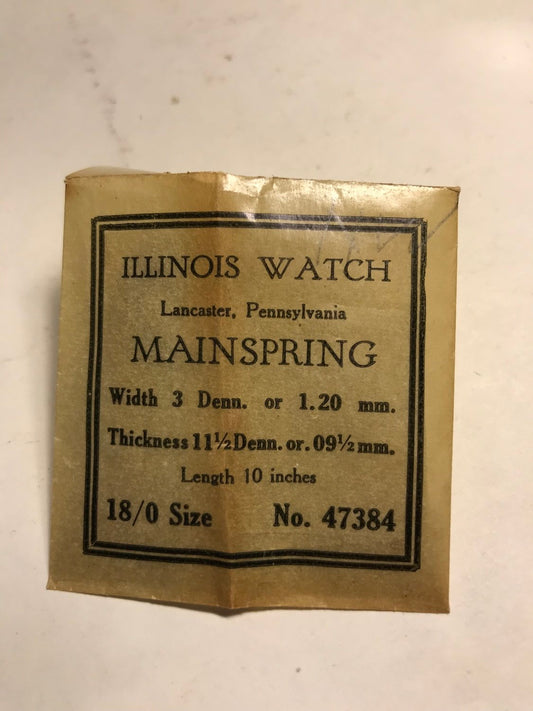 ILLINOIS WATCH
Lancaster, Pennsylvania
MAINSPRING
Width 3 Denn. or 1.20 mm.
Thickness 11½ Denn. or .09½ mm.
Length 10 inches
18/0 Size No. 47384